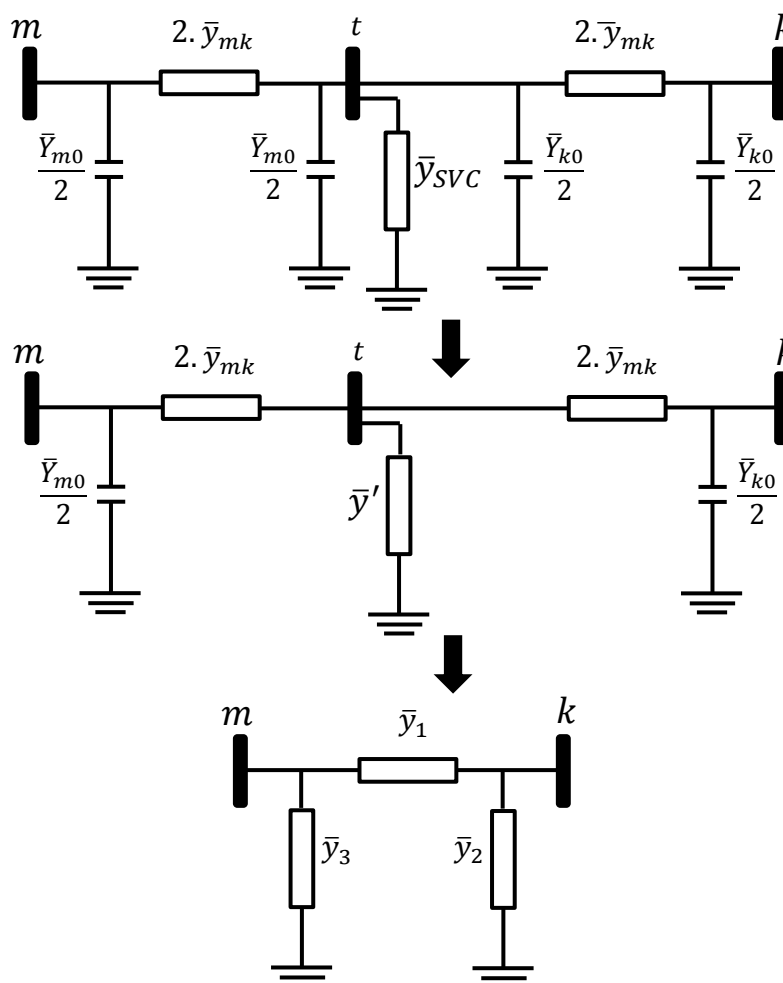 m 2. ȳₘₖ t 2. ȳₘₖ k
Ȳₘ₀/2 Ȳₘ₀/2 ȳ_SVC Ȳₖ₀/2 Ȳₖ₀/2
m 2. ȳₘₖ t 2. ȳₘₖ
Ȳₘ₀/2 ȳ′ Ȳₖ₀/2
m ȳ₁ k
ȳ₃ ȳ₂